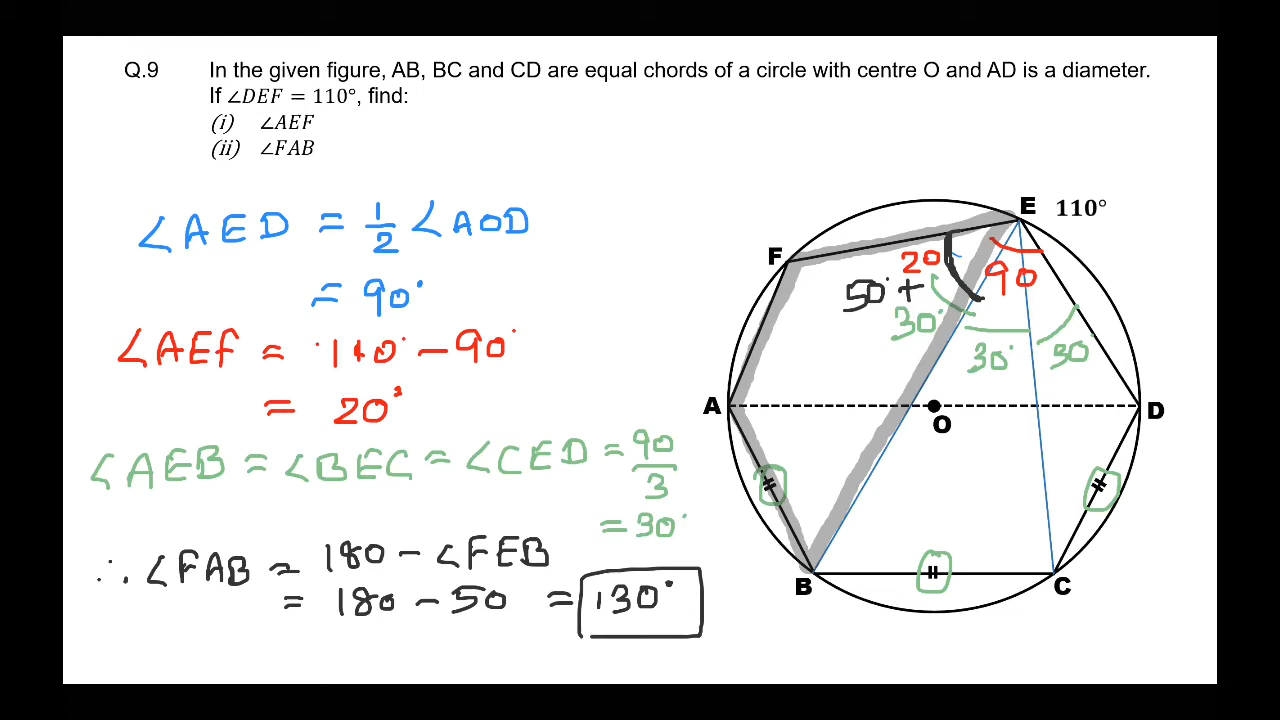 Q.9 In the given figure, AB, BC and CD are equal chords of a circle with centre O and AD is a diameter.
If ∠DEF = 110°, find:
(i) ∠AEF
(ii) ∠FAB
∠AED = 1/2 ∠AOD
= 90°
∠AEF = 110° - 90°
= 20°
∠AEB = ∠BEC = ∠CED = 90/3
= 30°
∴ ∠FAB = 180 - ∠FEB
= 180 - 50 = 130°
E 110°
F
20
90
50° +
30°
30°
30
A
D
O
B
C